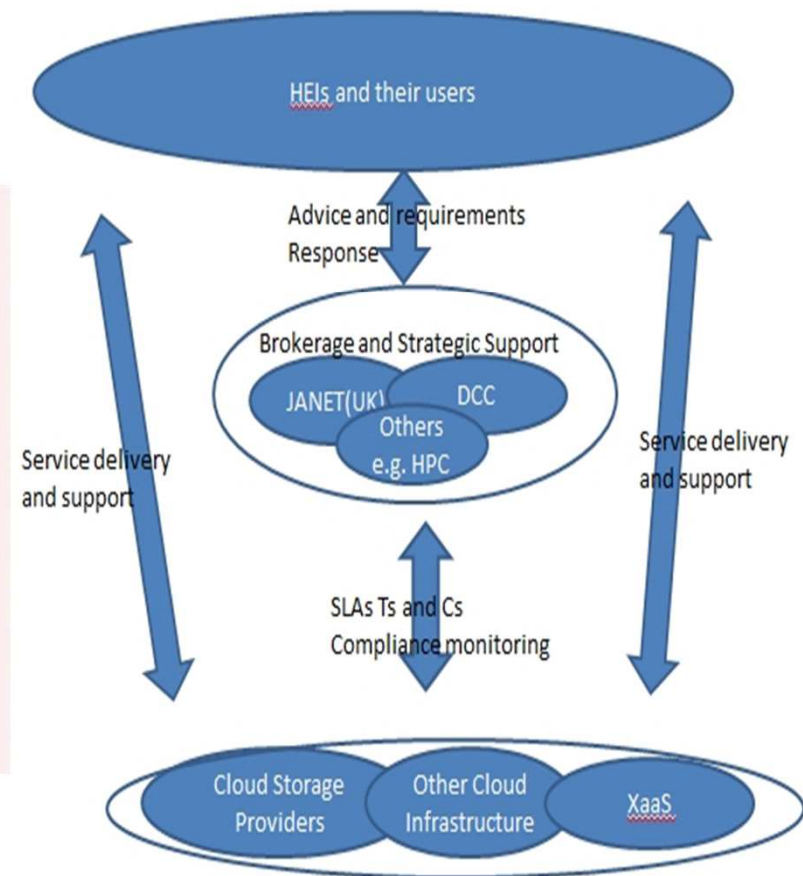 HEIs and their users
Advice and requirements
Response
Brokerage and Strategic Support
JANET(UK)
DCC
Others
e.g. HPC
Service delivery
and support
Service delivery
and support
SLAs Ts and Cs
Compliance monitoring
Cloud Storage
Providers
Other Cloud
Infrastructure
XaaS